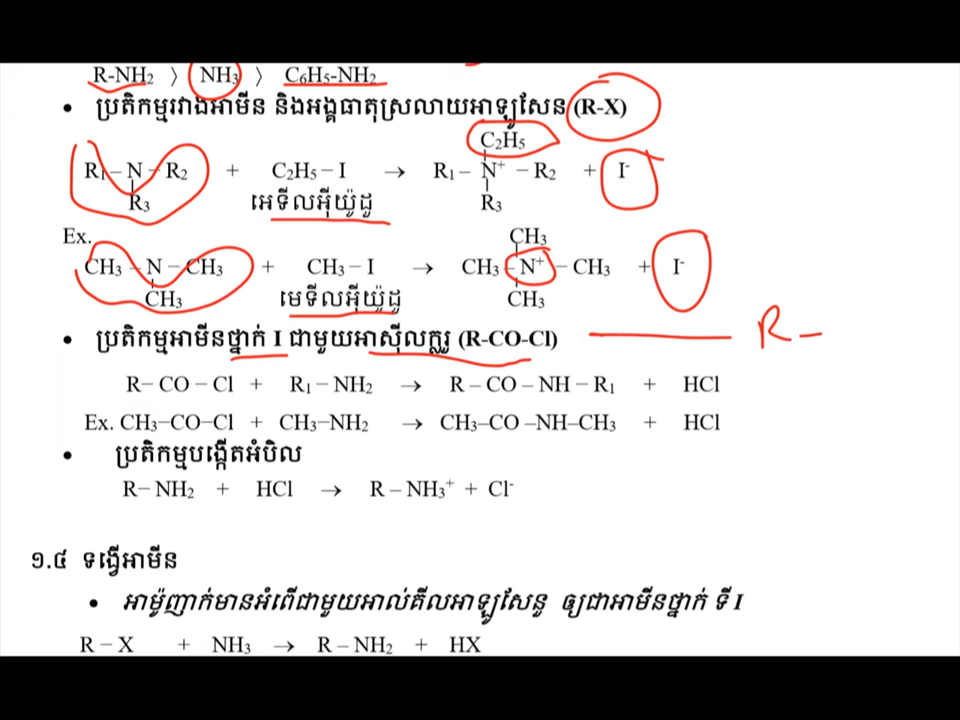 R-NH₂ 〉 NH₃ 〉 C₆H₅-NH₂
• ប្រតិកម្មរវាងអាមីន និងអង្គធាតុស្រលាយអាឡូសែន (R-X)
C₂H₅
R₁ – N – R₂ + C₂H₅ – I → R₁ – N⁺ – R₂ + I⁻
R₃ អេទីលអ៊ីយ៉ូដួ R₃
Ex. CH₃
CH₃ – N – CH₃ + CH₃ – I → CH₃ – N⁺ – CH₃ + I⁻
CH₃ មេទីលអ៊ីយ៉ូដួ CH₃
• ប្រតិកម្មអាមីនថ្នាក់ I ជាមួយអាស៊ីលក្លរួ (R-CO-Cl) R –
R– CO – Cl + R₁ – NH₂ → R – CO – NH – R₁ + HCl
Ex. CH₃–CO–Cl + CH₃–NH₂ → CH₃–CO –NH–CH₃ + HCl
• ប្រតិកម្មបង្កើតអំបិល
R– NH₂ + HCl → R – NH₃⁺ + Cl⁻
១.៤ ទង្វើអាមីន
• អាម៉ូញាក់មានអំពើជាមួយអាល់គីលអាឡូសែនួ ឲ្យជាអាមីនថ្នាក់ ទី I
R – X + NH₃ → R – NH₂ + HX